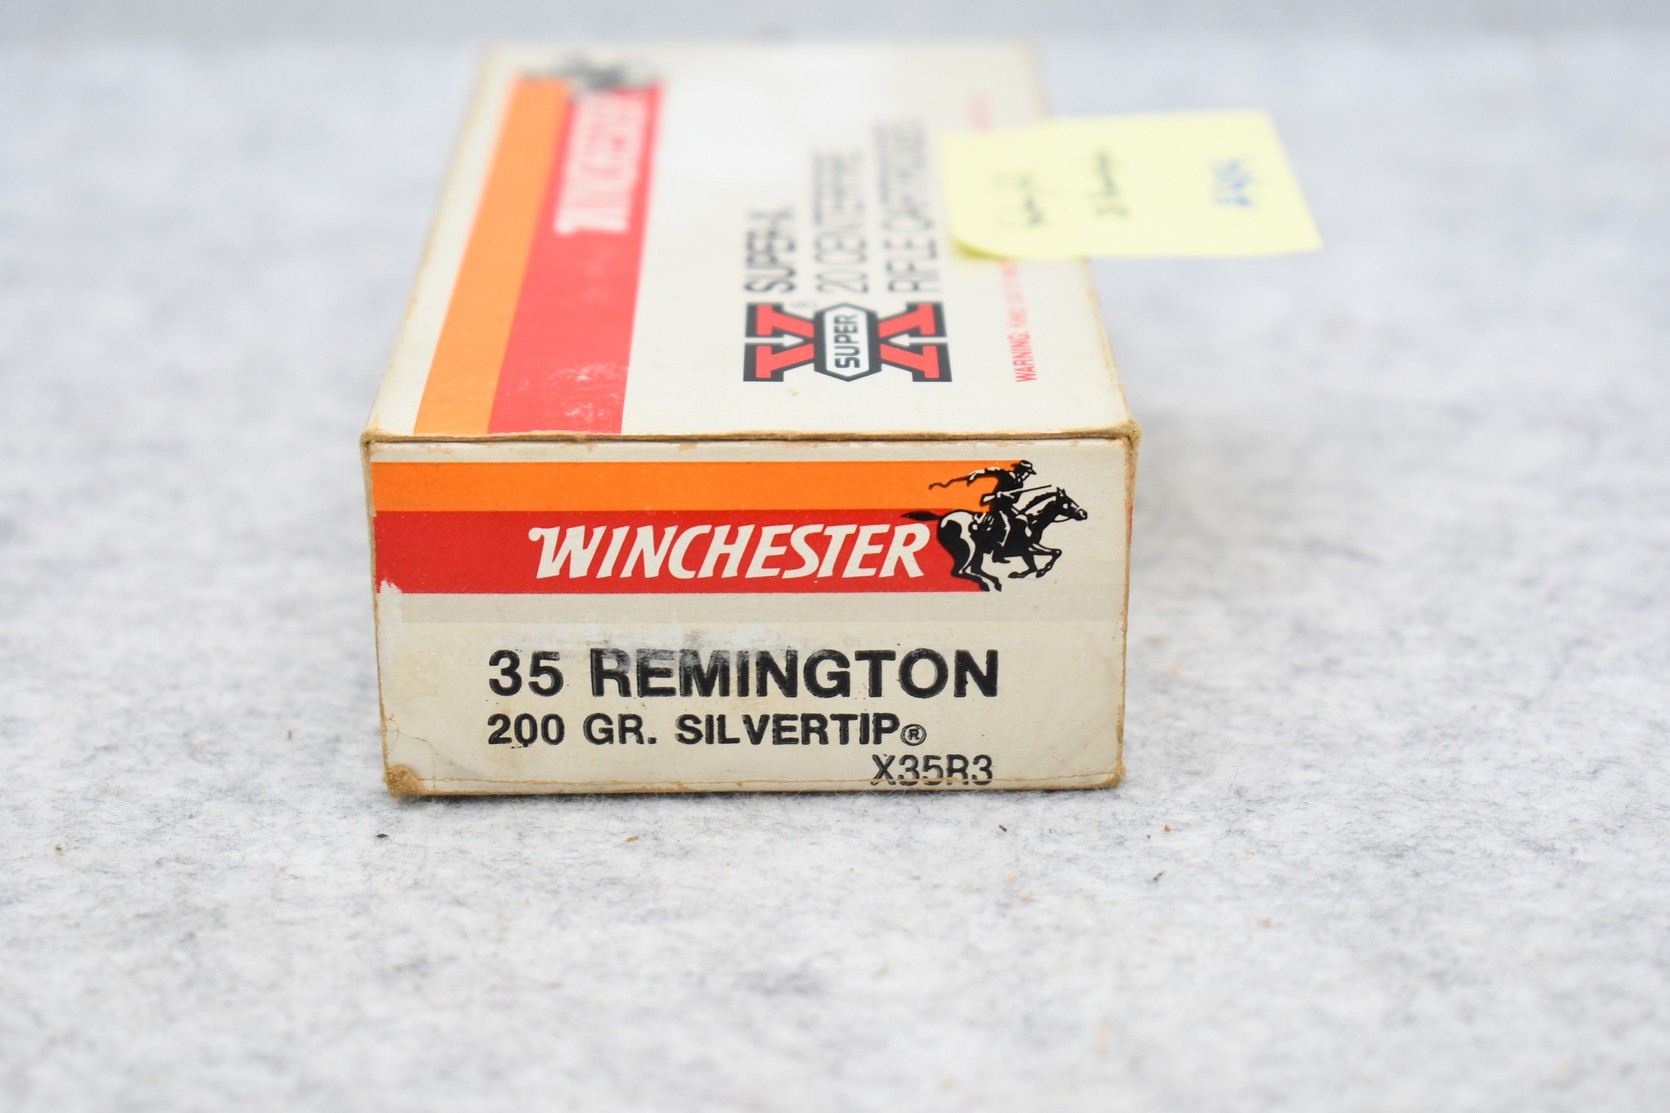 WINCHESTER
SUPER-X
20 CENTERFIRE
RIFLE CARTRIDGES
X SUPER X ®
WARNING:
WINCHESTER
35 REMINGTON
200 GR. SILVERTIP®
X35R3